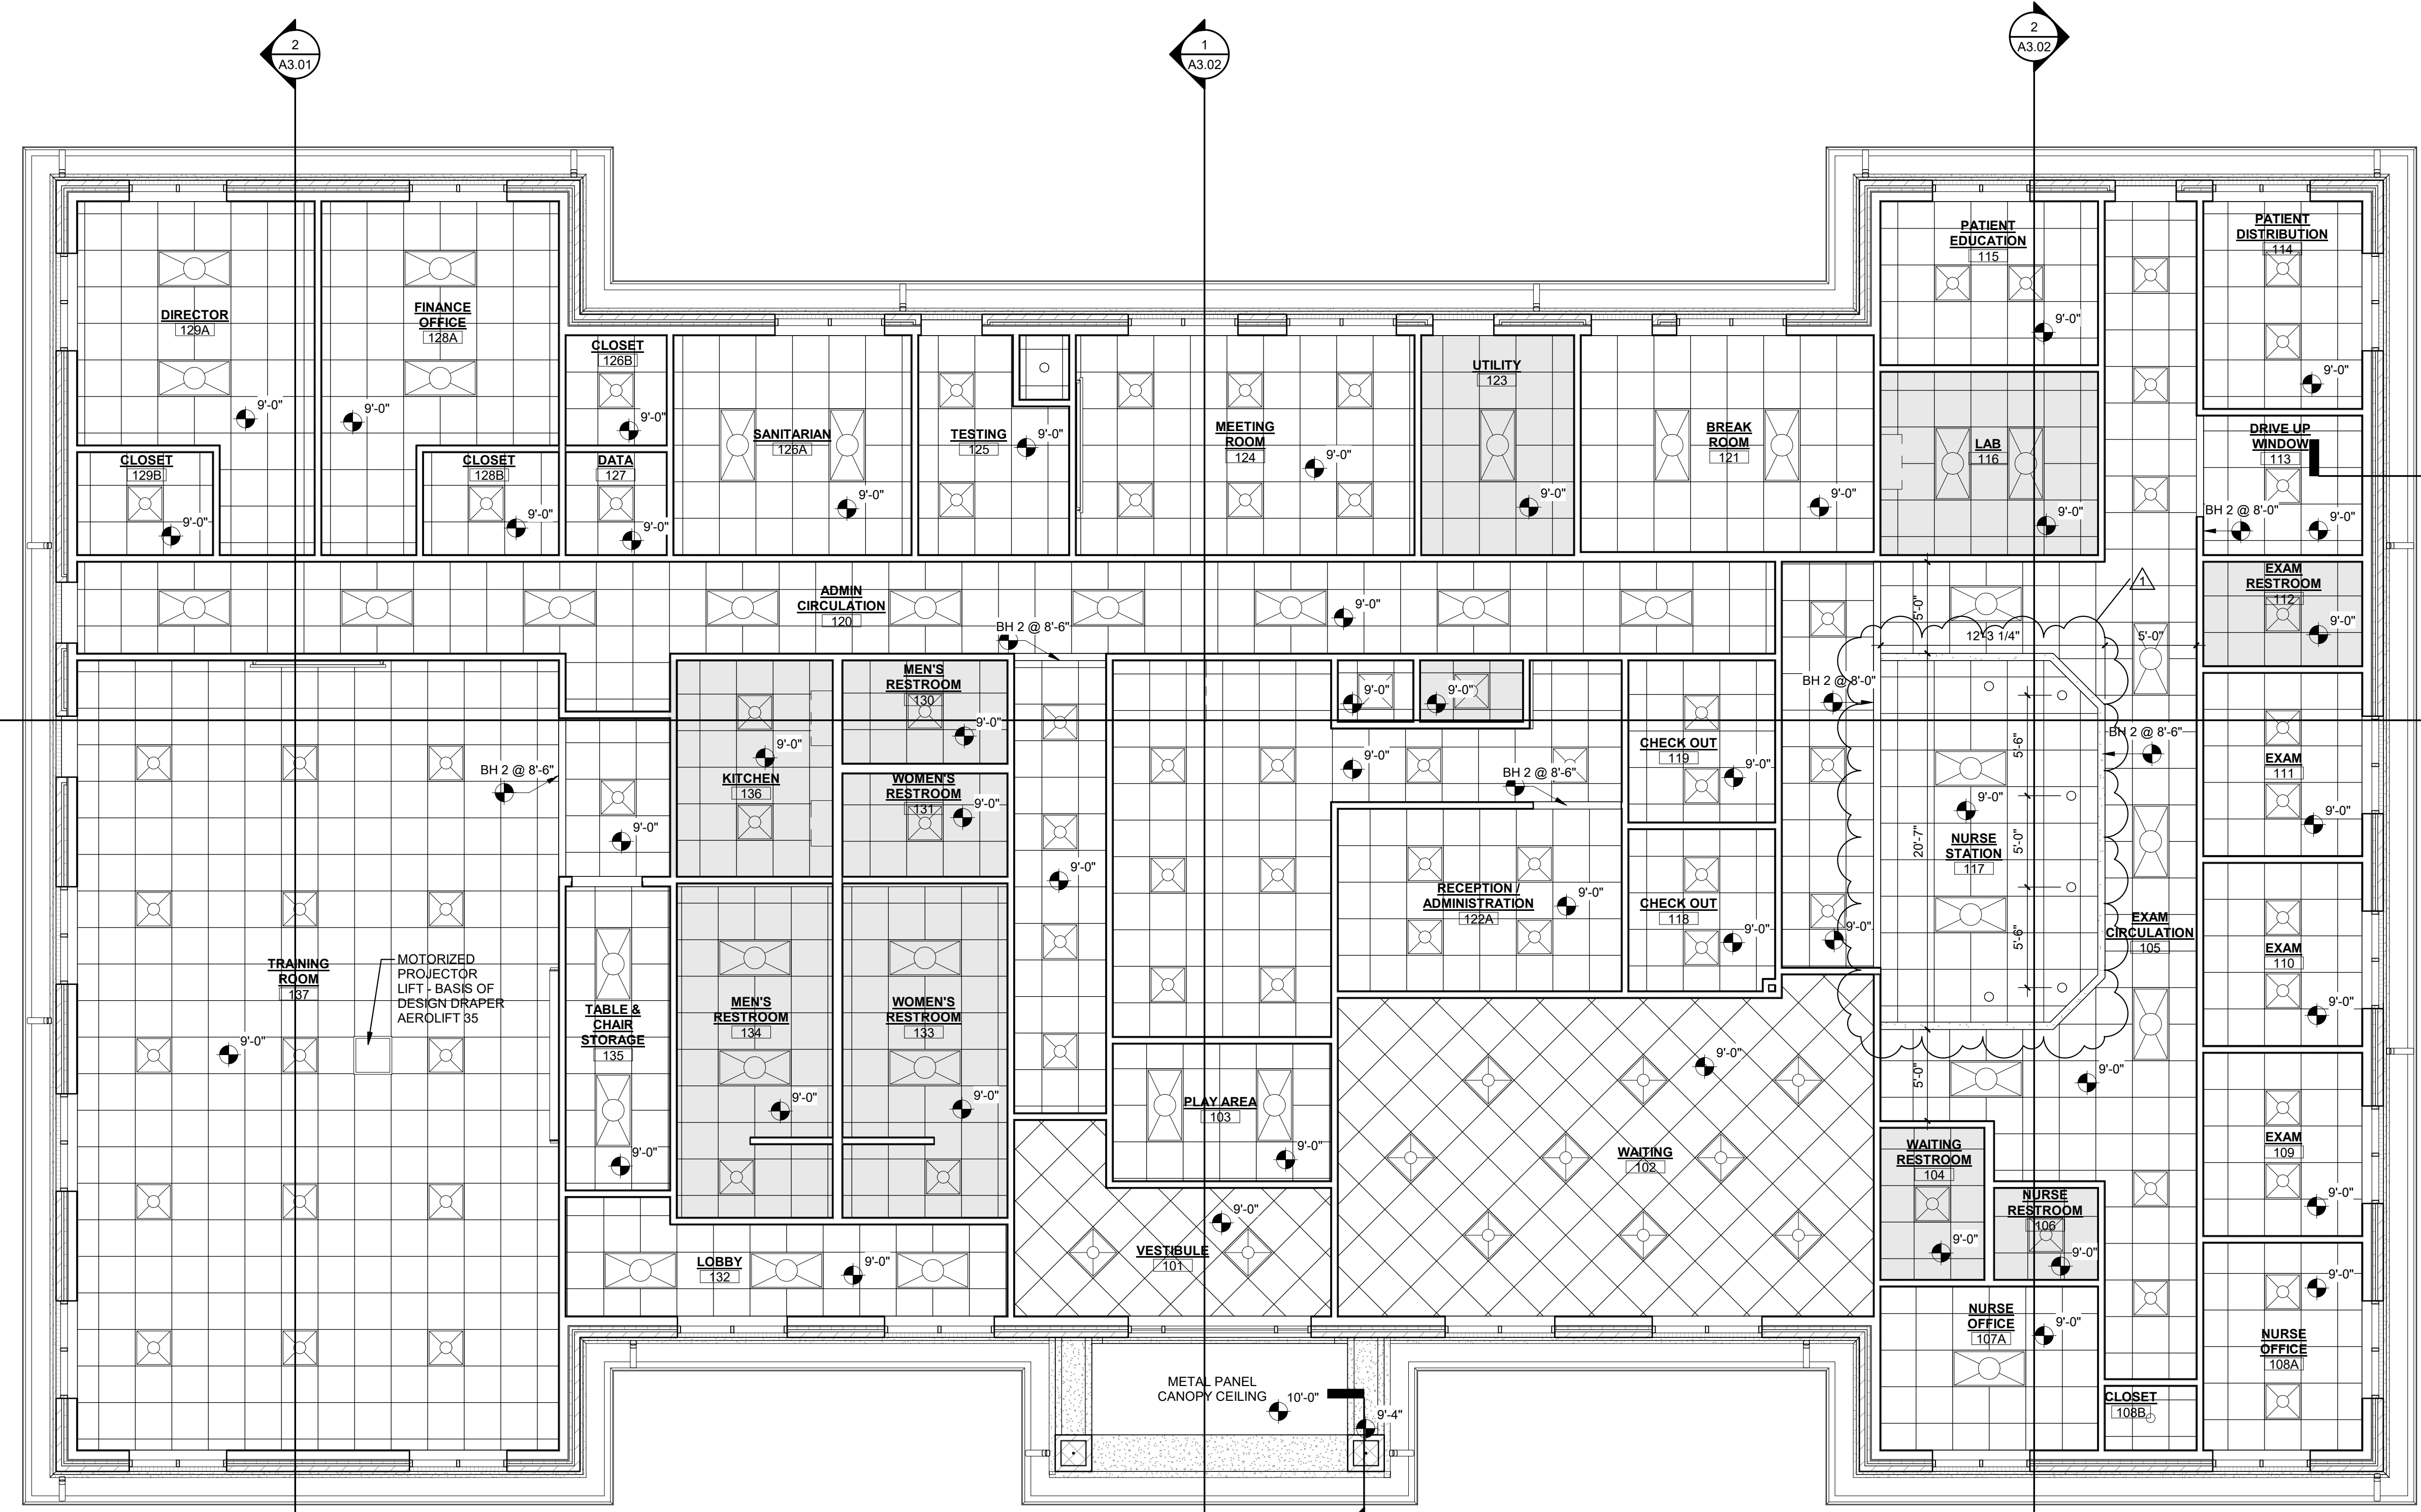 2
A3.01
1
A3.02
2
A3.02
DIRECTOR
129A
9'-0"
FINANCE
OFFICE
128A
9'-0"
CLOSET
129B
9'-0"
CLOSET
128B
9'-0"
CLOSET
126B
9'-0"
DATA
127
9'-0"
SANITARIAN
126A
9'-0"
TESTING
125
9'-0"
MEETING
ROOM
124
9'-0"
UTILITY
123
9'-0"
BREAK
ROOM
121
9'-0"
PATIENT
EDUCATION
115
9'-0"
LAB
116
9'-0"
PATIENT
DISTRIBUTION
114
9'-0"
DRIVE UP
WINDOW
113
BH 2 @ 8'-0"
9'-0"
EXAM
RESTROOM
112
9'-0"
1
ADMIN
CIRCULATION
120
9'-0"
BH 2 @ 8'-6"
5'-0"
12'-3 1/4"
5'-0"
BH 2 @ 8'-0"
BH 2 @ 8'-6"
MEN'S
RESTROOM
130
9'-0"
KITCHEN
136
9'-0"
WOMEN'S
RESTROOM
131
9'-0"
BH 2 @ 8'-6"
9'-0"
9'-0"
9'-0"
9'-0"
9'-0"
BH 2 @ 8'-6"
CHECK OUT
119
9'-0"
CHECK OUT
118
9'-0"
RECEPTION /
ADMINISTRATION
122A
9'-0"
9'-0"
NURSE
STATION
117
9'-0"
20'-7"
5'-6"
5'-0"
5'-6"
5'-0"
EXAM
CIRCULATION
105
9'-0"
EXAM
111
9'-0"
EXAM
110
9'-0"
EXAM
109
9'-0"
TRAINING
ROOM
137
9'-0"
MOTORIZED
PROJECTOR
LIFT - BASIS OF
DESIGN DRAPER
AEROLIFT 35
TABLE &
CHAIR
STORAGE
135
9'-0"
MEN'S
RESTROOM
134
9'-0"
WOMEN'S
RESTROOM
133
9'-0"
PLAY AREA
103
9'-0"
WAITING
102
9'-0"
WAITING
RESTROOM
104
9'-0"
NURSE
RESTROOM
106
9'-0"
LOBBY
132
9'-0"
VESTIBULE
101
9'-0"
NURSE
OFFICE
107A
9'-0"
NURSE
OFFICE
108A
9'-0"
CLOSET
108B
METAL PANEL
CANOPY CEILING
10'-0"
9'-4"